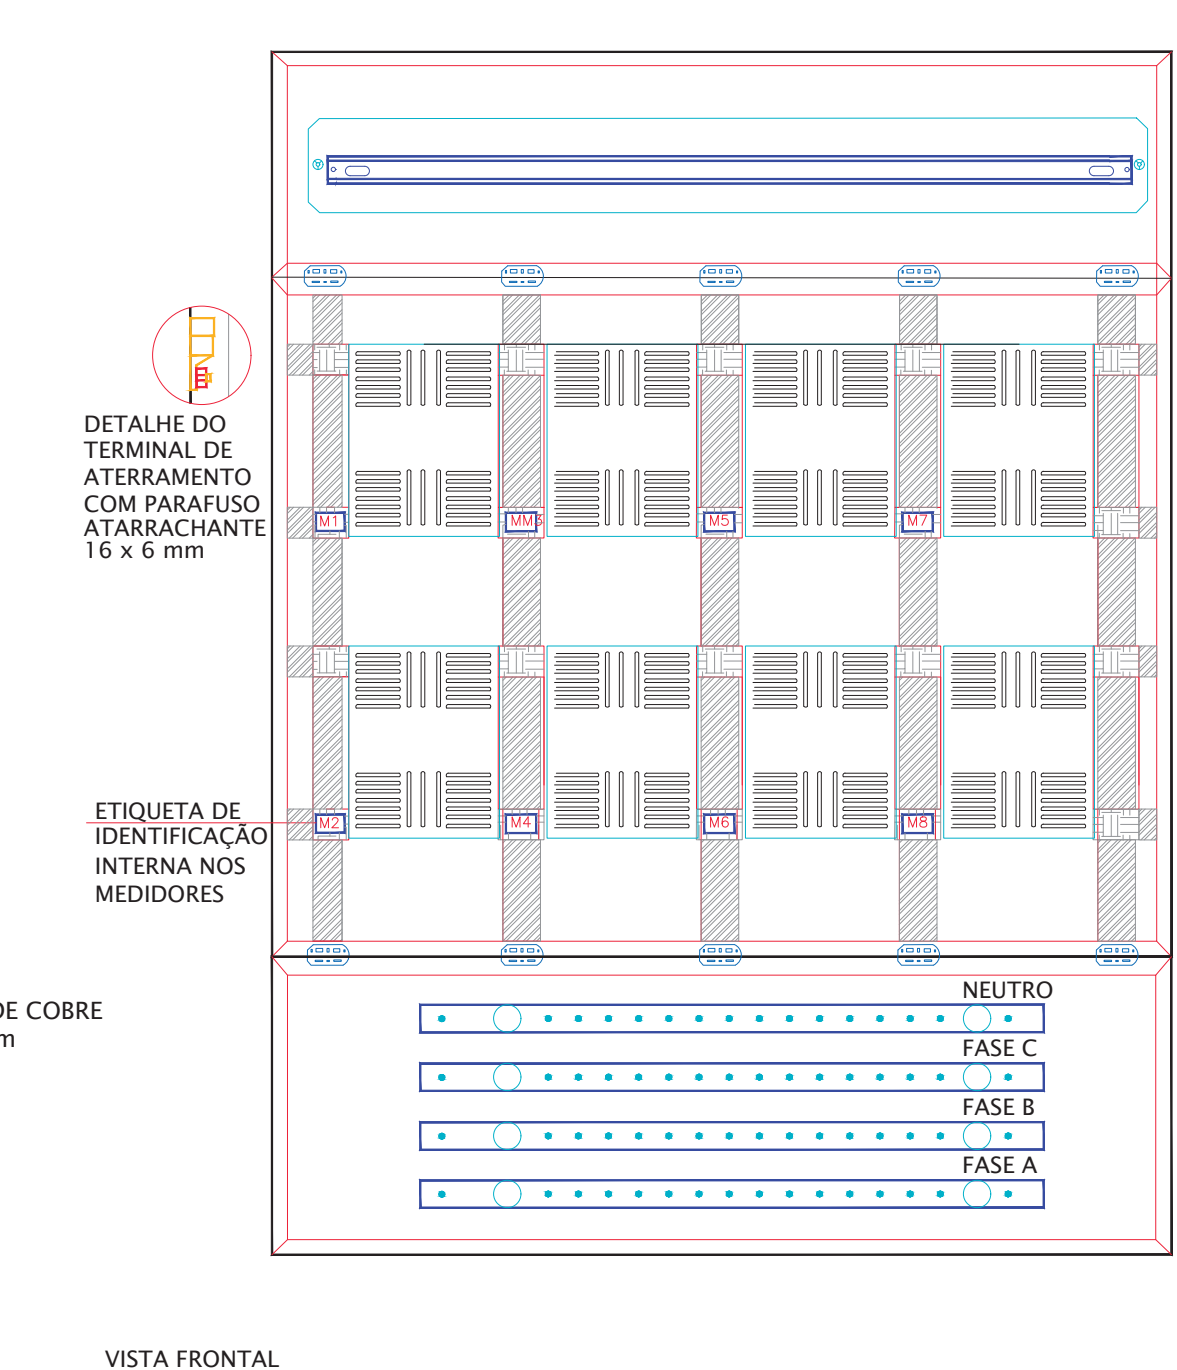 DETALHE DO
TERMINAL DE
ATERRAMENTO
COM PARAFUSO
ATARRACHANTE
16 x 6 mm
M1
MM3
M5
M7
ETIQUETA DE
IDENTIFICAÇÃO
INTERNA NOS
MEDIDORES
M2
M4
M6
M8
DE COBRE
m
NEUTRO
FASE C
FASE B
FASE A
VISTA FRONTAL